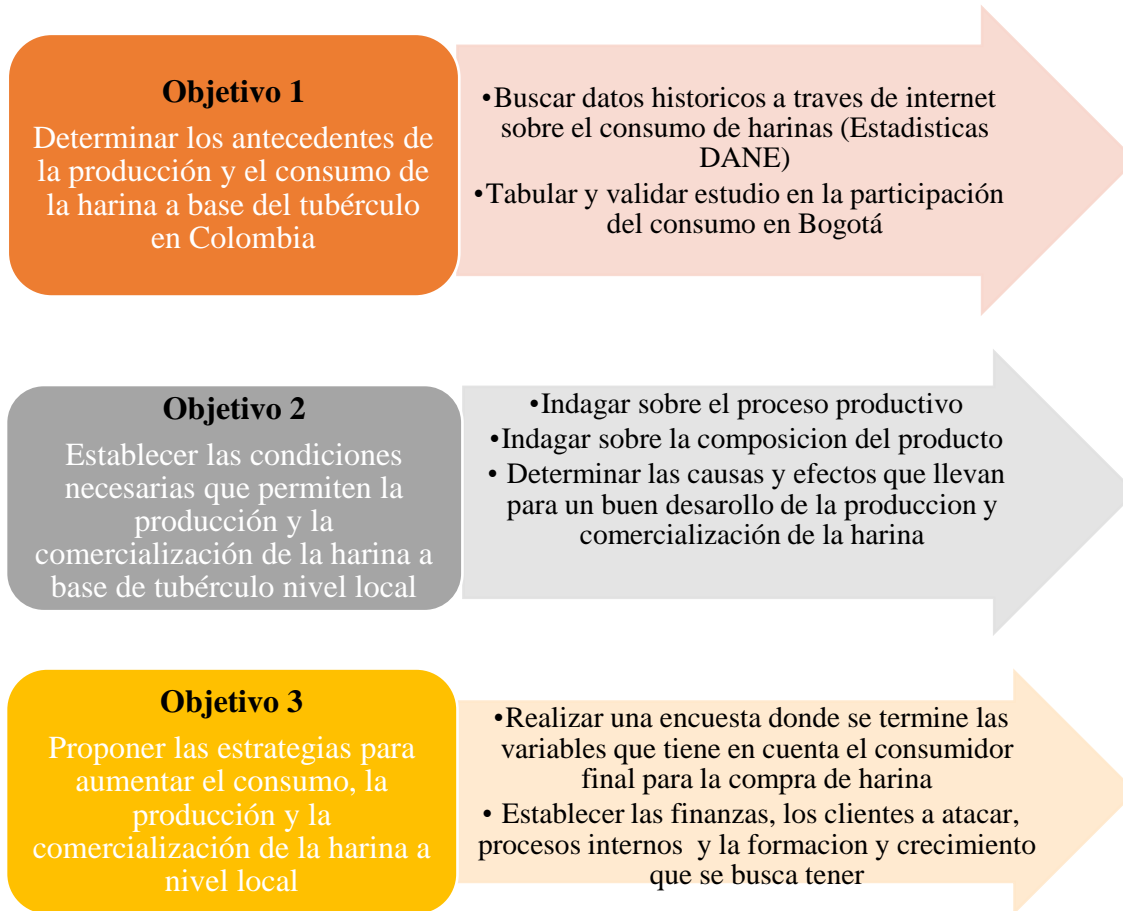 Objetivo 1
Determinar los antecedentes de
la producción y el consumo de
la harina a base del tubérculo
en Colombia
•Buscar datos historicos a traves de internet
sobre el consumo de harinas (Estadisticas
DANE)
•Tabular y validar estudio en la participación
del consumo en Bogotá
Objetivo 2
Establecer las condiciones
necesarias que permiten la
producción y la
comercialización de la harina a
base de tubérculo nivel local
•Indagar sobre el proceso productivo
•Indagar sobre la composicion del producto
• Determinar las causas y efectos que llevan
para un buen desarollo de la produccion y
comercialización de la harina
Objetivo 3
Proponer las estrategias para
aumentar el consumo, la
producción y la
comercialización de la harina a
nivel local
•Realizar una encuesta donde se termine las
variables que tiene en cuenta el consumidor
final para la compra de harina
• Establecer las finanzas, los clientes a atacar,
procesos internos y la formacion y crecimiento
que se busca tener